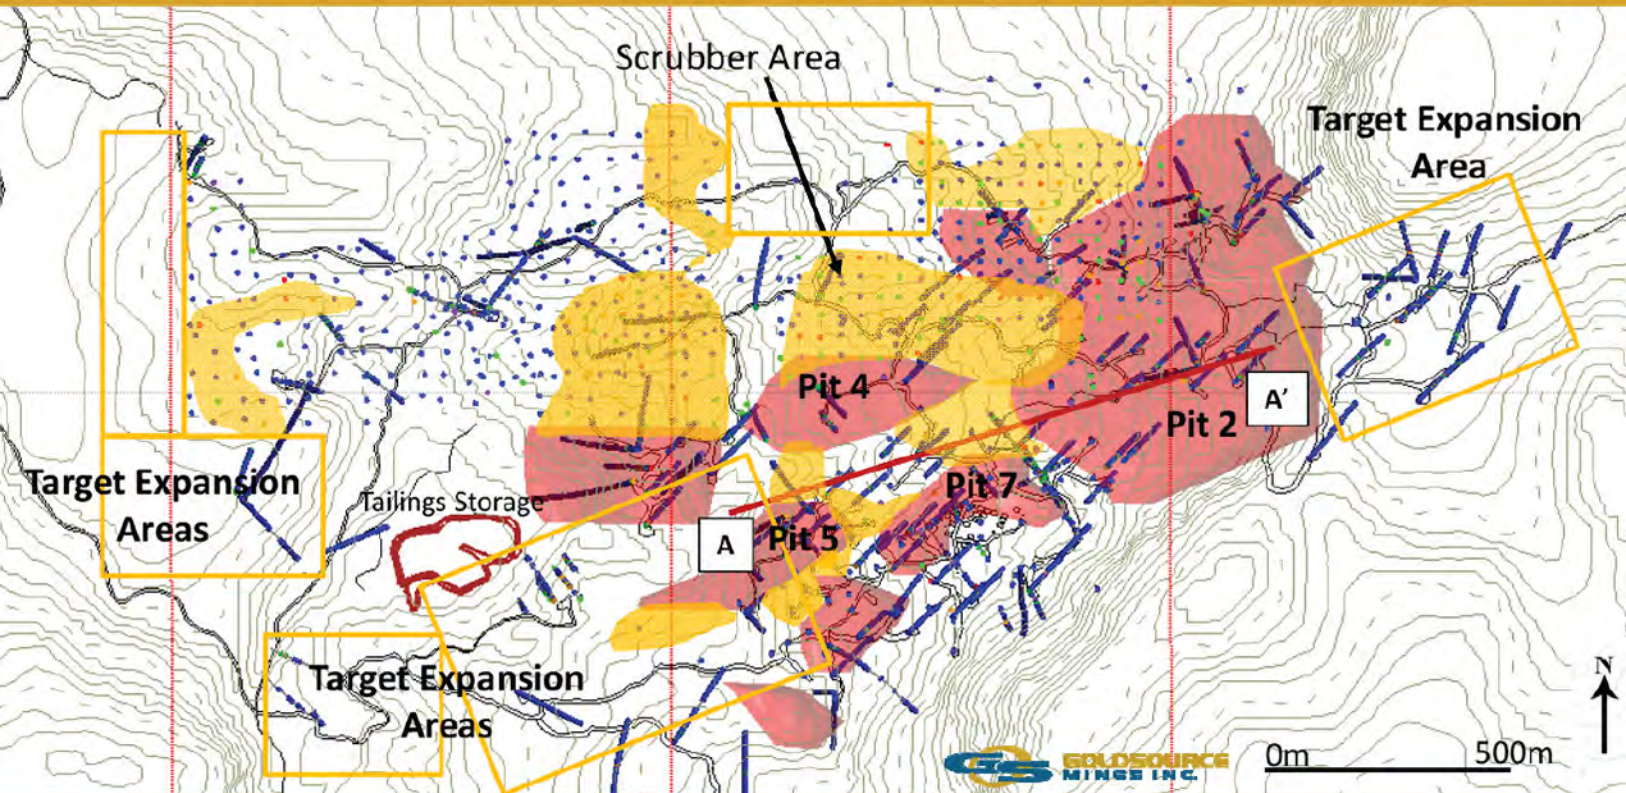 Scrubber Area
Target Expansion
Area
Pit 4
A’
Pit 2
Target Expansion
Areas
Tailings Storage
Pit 7
A
Pit 5
Target Expansion
Areas
N
GS
GOLDSOURCE
MINES INC.
0m
500m